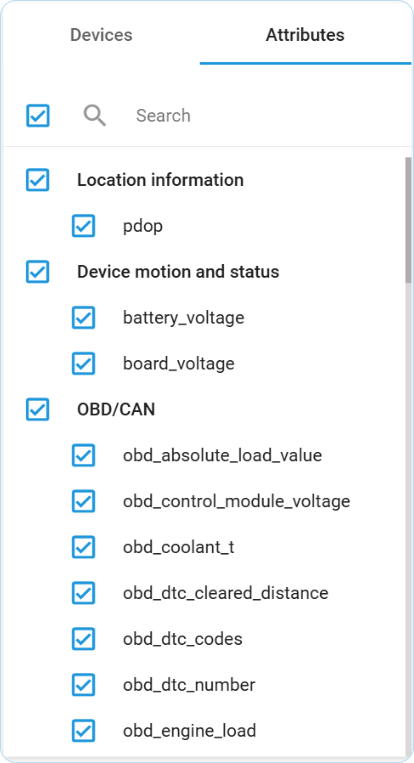 Devices Attributes
Search
Location information
pdop
Device motion and status
battery_voltage
board_voltage
OBD/CAN
obd_absolute_load_value
obd_control_module_voltage
obd_coolant_t
obd_dtc_cleared_distance
obd_dtc_codes
obd_dtc_number
obd_engine_load